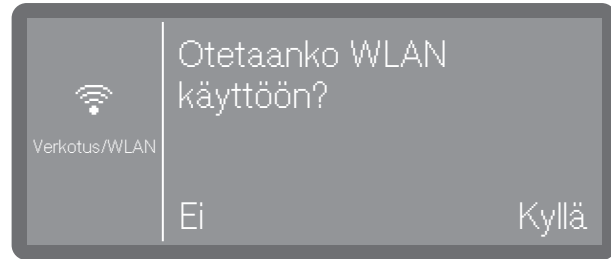 Verkotus/WLAN
Otetaanko WLAN
käyttöön?
Ei
Kyllä